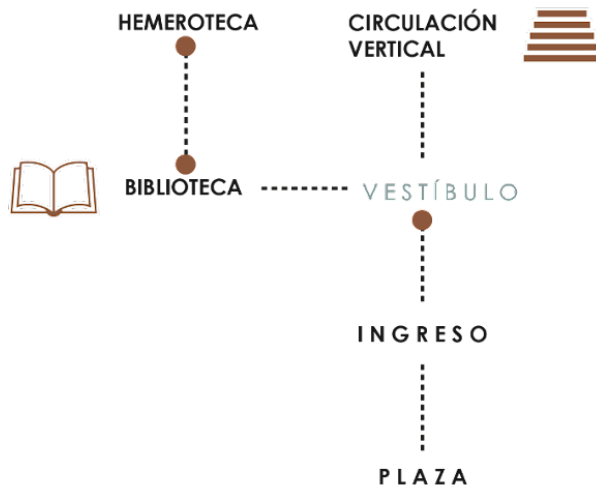 HEMEROTECA
CIRCULACIÓN
VERTICAL
BIBLIOTECA
VESTÍBULO
INGRESO
PLAZA